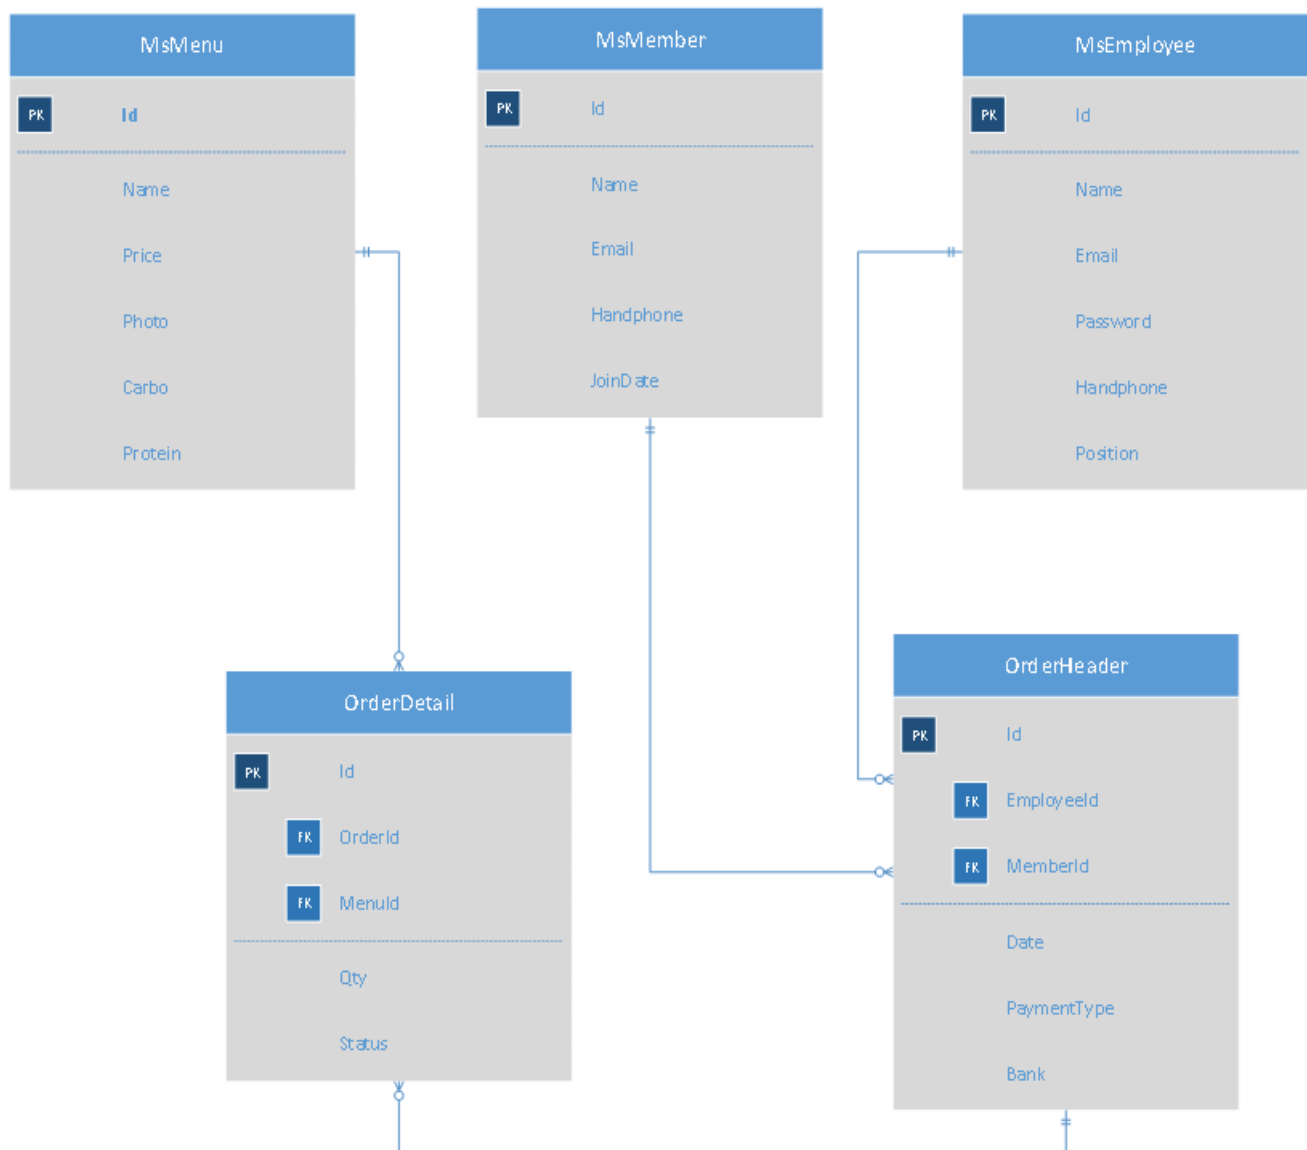 MsMenu
PK Id
Name
Price
Photo
Carbo
Protein
MsMember
PK Id
Name
Email
Handphone
JoinDate
MsEmployee
PK Id
Name
Email
Password
Handphone
Position
OrderDetail
PK Id
FK OrderId
FK MenuId
Qty
Status
OrderHeader
PK Id
FK EmployeeId
FK MemberId
Date
PaymentType
Bank